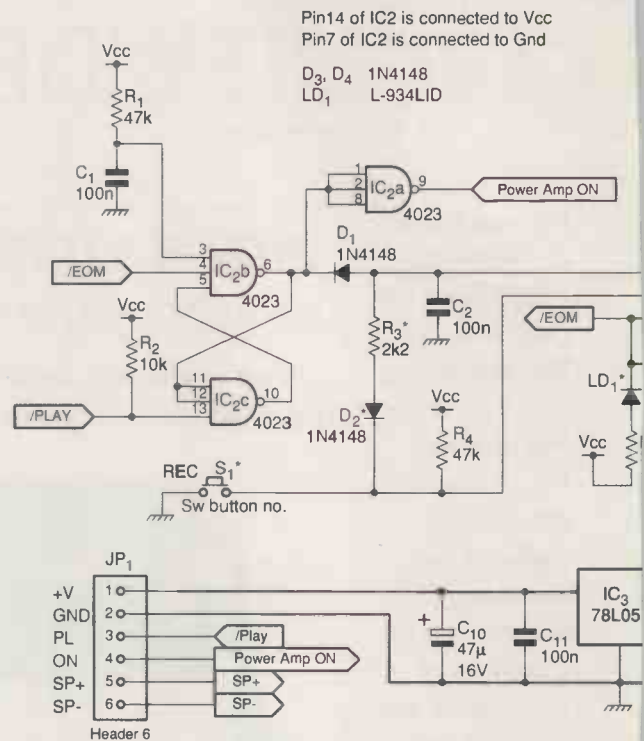 Pin14 of IC2 is connected to Vcc
Pin7 of IC2 is connected to Gnd
D3, D4 1N4148
LD1 L-934LID
Vcc
R1
47k
C1
100n
1
2
8
IC2a
9
4023
Power Amp ON
D1
1N4148
/EOM
3
4
5
IC2b
6
4023
C2
100n
/EOM
Vcc
R2
10k
R3*
2k2
LD1*
11
12
13
IC2c
10
4023
/PLAY
D2*
1N4148
Vcc
R4
47k
Vcc
REC S1*
Sw button no.
JP1
+V 1
GND 2
PL 3 /Play
ON 4 Power Amp ON
SP+ 5 SP+
SP- 6 SP-
Header 6
+
C10
47µ
16V
C11
100n
IC3
78L05